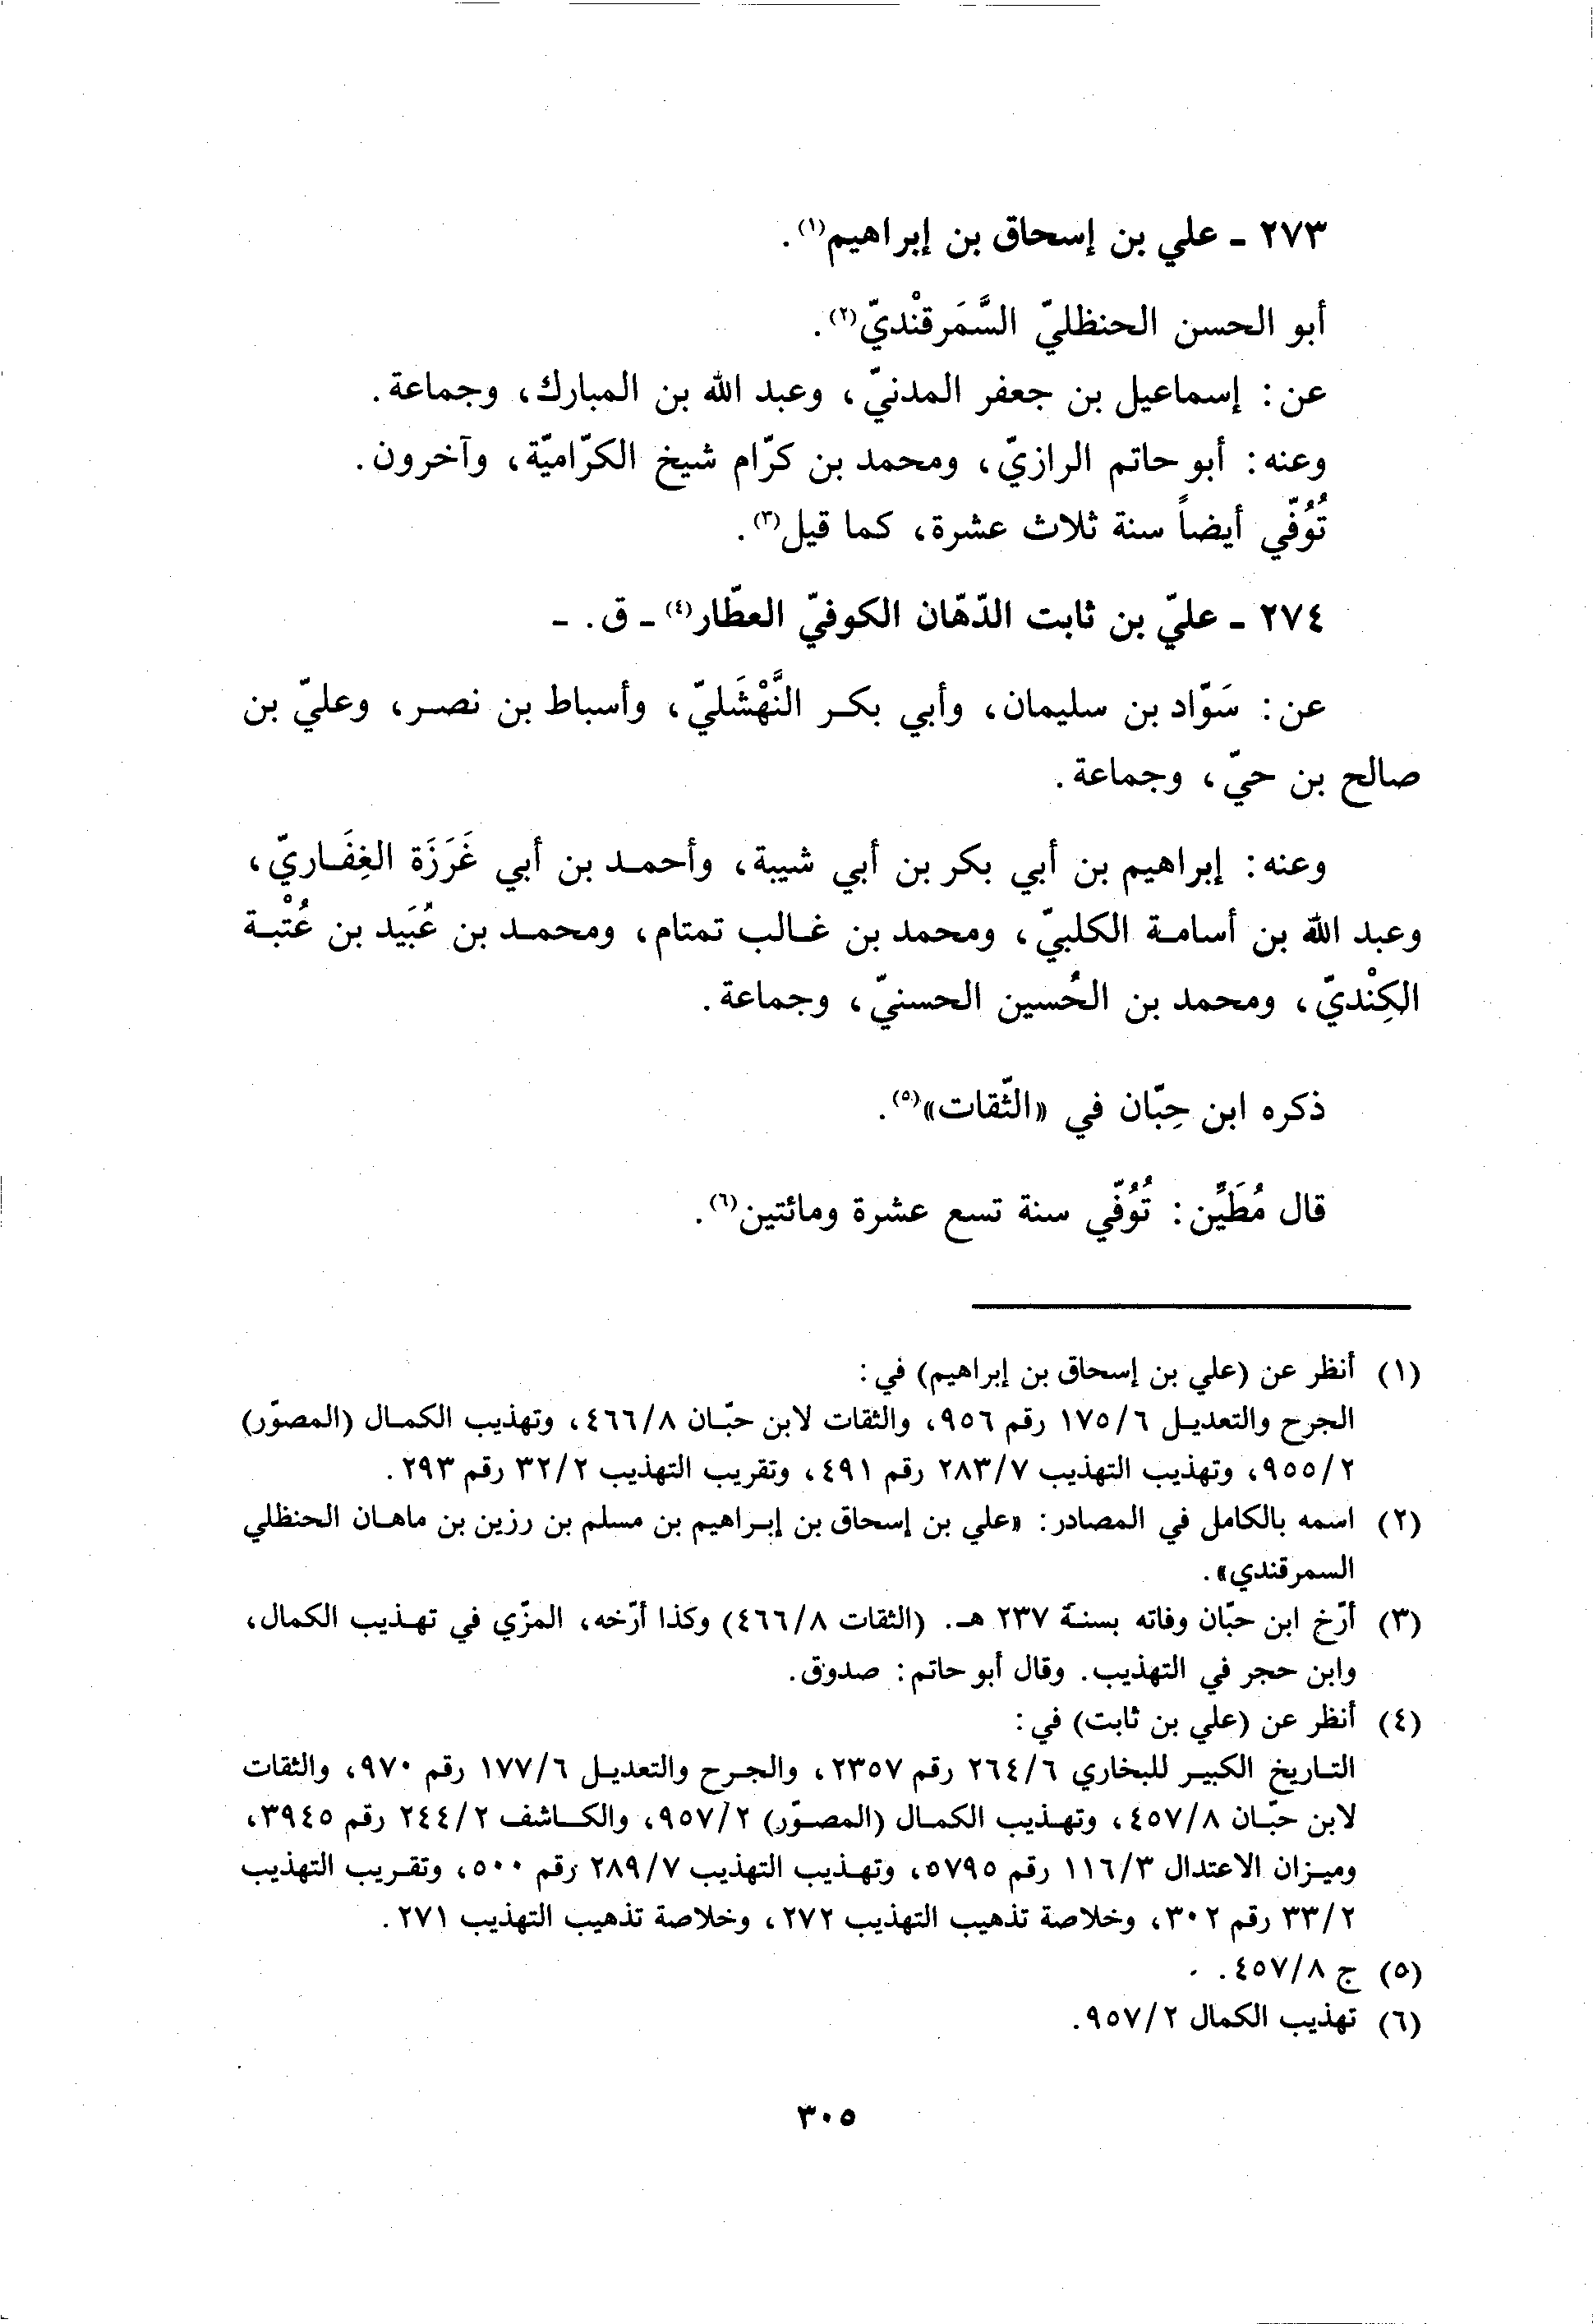 ٢٧٣ - علي بن إسحاق بن إبراهيم(١).
أبو الحسن الحنظليّ السَّمَرقنْديّ(٢).
عن: إسماعيل بن جعفر المدنيّ، وعبد الله بن المبارك، وجماعة.
وعنه: أبو حاتم الرازيّ، ومحمد بن كرّام شيخ الكرّاميّة، وآخرون.
تُوُفّي أيضاً سنة ثلاث عشرة، كما قيل(٣).
٢٧٤ - عليّ بن ثابت الدّهّان الكوفيّ العطّار(٤) - ق. -
عن: سَوّاد بن سليمان، وأبي بكر النَّهْشَليّ، وأسباط بن نصر، وعليّ بن
صالح بن حيّ، وجماعة.
وعنه: إبراهيم بن أبي بكر بن أبي شيبة، وأحمد بن أبي غَرَزَة الغِفَاريّ،
وعبد الله بن أسامة الكلبيّ، ومحمد بن غالب تمتام، ومحمد بن عُبَيد بن عُتْبة
الكِنْديّ، ومحمد بن الحُسين الحسنيّ، وجماعة.
ذكره ابن حِبّان في «الثّقات»(٥).
قال مُطَيِّن: تُوُفّي سنة تسع عشرة ومائتين(٦).
(١) أنظر عن (علي بن إسحاق بن إبراهيم) في:
الجرح والتعديل ١٧٥/٦ رقم ٩٥٦، والثقات لابن حبّان ٤٦٦/٨، وتهذيب الكمال (المصوّر)
٩٥٥/٢، وتهذيب التهذيب ٢٨٣/٧ رقم ٤٩١، وتقريب التهذيب ٣٢/٢ رقم ٢٩٣.
(٢) اسمه بالكامل في المصادر: «علي بن إسحاق بن إبراهيم بن مسلم بن رزين بن ماهان الحنظلي
السمرقندي».
(٣) أرّخ ابن حبّان وفاته بسنة ٢٣٧ هـ. (الثقات ٤٦٦/٨) وكذا أرّخه، المزّي في تهذيب الكمال،
وابن حجر في التهذيب. وقال أبو حاتم: صدوق.
(٤) أنظر عن (علي بن ثابت) في:
التاريخ الكبير للبخاري ٢٦٤/٦ رقم ٢٣٥٧، والجرح والتعديل ١٧٧/٦ رقم ٩٧٠، والثقات
لابن حبّان ٤٥٧/٨، وتهذيب الكمال (المصوّر) ٩٥٧/٢، والكاشف ٢٤٤/٢ رقم ٣٩٤٥،
وميزان الاعتدال ١١٦/٣ رقم ٥٧٩٥، وتهذيب التهذيب ٢٨٩/٧ رقم ٥٠٠، وتقريب التهذيب
٣٣/٢ رقم ٣٠٢، وخلاصة تذهيب التهذيب ٢٧٢، وخلاصة تذهيب التهذيب ٢٧١.
(٥) ج ٤٥٧/٨.
(٦) تهذيب الكمال ٩٥٧/٢.
٣٠٥